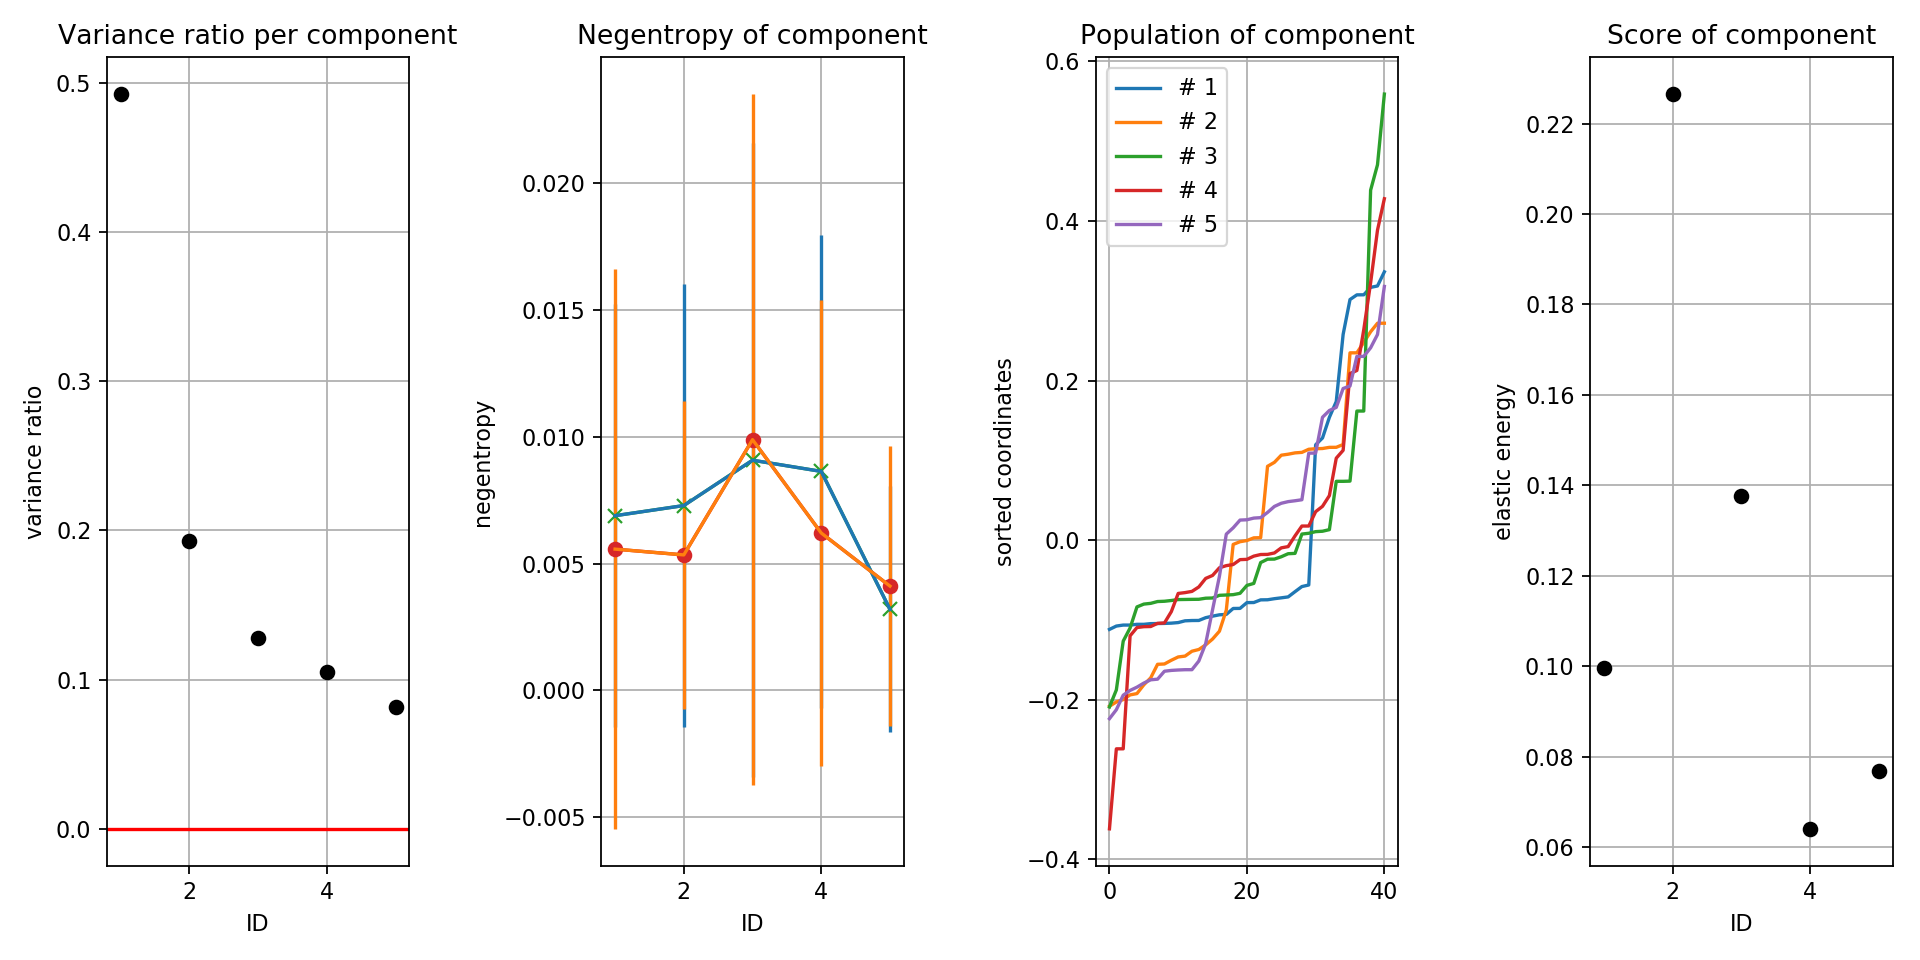 Variance ratio per component
0.5
0.4
0.3
0.2
0.1
0.0
variance ratio
2 4
ID
Negentropy of component
0.020
0.015
0.010
0.005
0.000
−0.005
negentropy
2 4
ID
Population of component
0.6
0.4
0.2
0.0
−0.2
−0.4
sorted coordinates
# 1
# 2
# 3
# 4
# 5
0 20 40
Score of component
0.22
0.20
0.18
0.16
0.14
0.12
0.10
0.08
0.06
elastic energy
2 4
ID